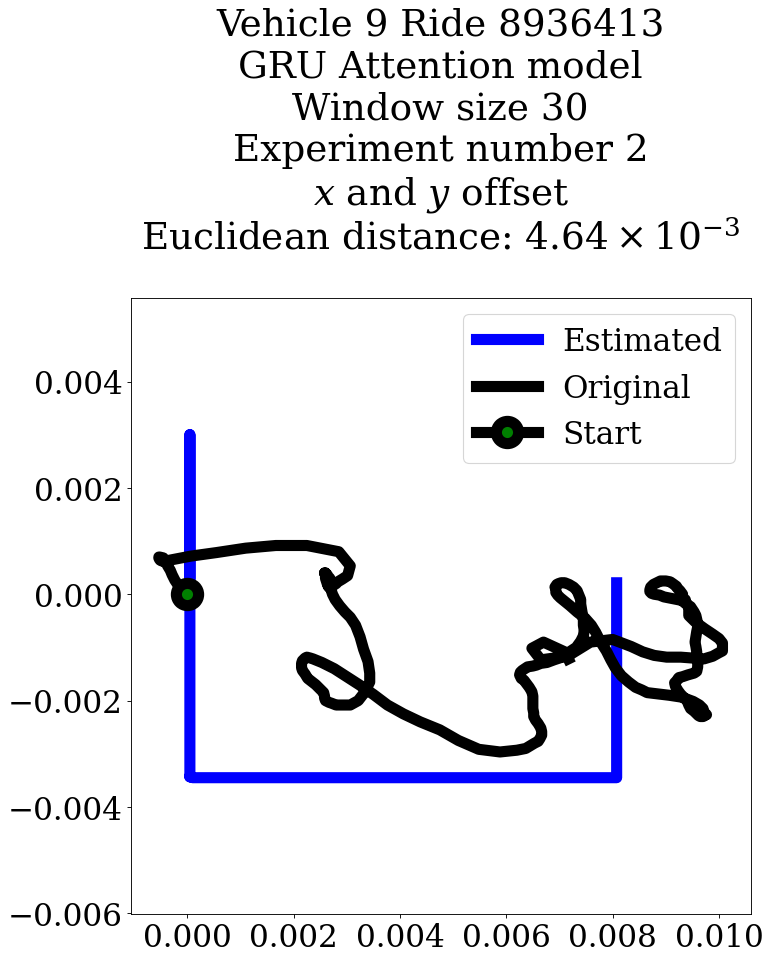 Vehicle 9 Ride 8936413
GRU Attention model
Window size 30
Experiment number 2
x and y offset
Euclidean distance: 4.64 × 10⁻³
Estimated
Original
Start
0.004
0.002
0.000
−0.002
−0.004
−0.006
0.000 0.002 0.004 0.006 0.008 0.010